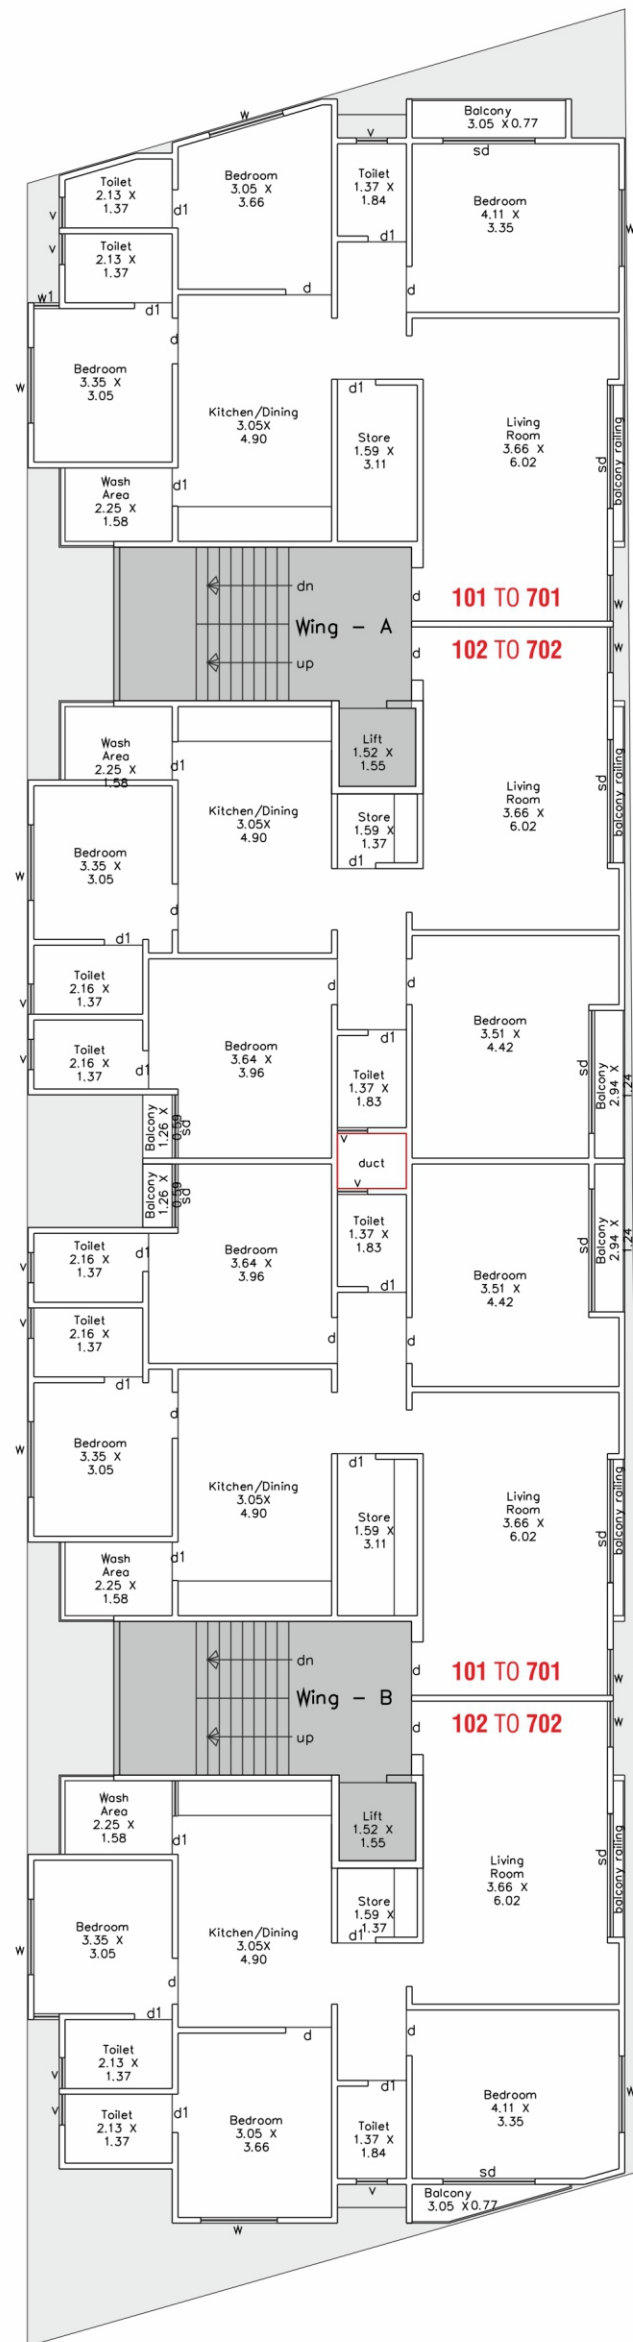 w
Balcony
3.05 X0.77
v
sd
Toilet
2.13 X
1.37
Bedroom
3.05 X
3.66
Toilet
1.37 X
1.84
Bedroom
4.11 X
3.35
v
d1
w
d1
v
Toilet
2.13 X
1.37
w1
d1
d
d
d
Bedroom
3.35 X
3.05
w
d1
Kitchen/Dining
3.05X
4.90
Store
1.59 X
3.11
Living
Room
3.66 X
6.02
sd
balcony railing
Wash
Area
2.25 X
1.58
d1
dn
d
101 TO 701
w
Wing - A
d
102 TO 702
w
up
Wash
Area
2.25 X
1.58
d1
Lift
1.52 X
1.55
Living
Room
3.66 X
6.02
sd
balcony railing
Kitchen/Dining
3.05X
4.90
Store
1.59 X
1.37
d1
Bedroom
3.35 X
3.05
w
d
d1
Toilet
2.16 X
1.37
v
d
d
Bedroom
3.51 X
4.42
Toilet
2.16 X
1.37
v
d1
Bedroom
3.64 X
3.96
d1
Toilet
1.37 X
1.83
sd
Balcony
2.94 X
1.24
Balcony
1.26 X
0.59
sd
v
duct
v
Balcony
1.26 X
0.59
sd
Toilet
2.16 X
1.37
v
d1
Bedroom
3.64 X
3.96
Toilet
1.37 X
1.83
d1
sd
Balcony
2.94 X
1.24
Bedroom
3.51 X
4.42
Toilet
2.16 X
1.37
v
d
d
d1
d
Bedroom
3.35 X
3.05
w
d1
Kitchen/Dining
3.05X
4.90
Store
1.59 X
3.11
Living
Room
3.66 X
6.02
sd
balcony railing
Wash
Area
2.25 X
1.58
d1
dn
d
101 TO 701
w
Wing - B
d
102 TO 702
w
up
Wash
Area
2.25 X
1.58
d1
Lift
1.52 X
1.55
Living
Room
3.66 X
6.02
sd
balcony railing
Bedroom
3.35 X
3.05
w
Kitchen/Dining
3.05X
4.90
Store
1.59 X
1.37
d1
d
d1
d
d
Toilet
2.13 X
1.37
v
d1
Bedroom
4.11 X
3.35
w
Toilet
2.13 X
1.37
v
d1
Bedroom
3.05 X
3.66
Toilet
1.37 X
1.84
sd
v
Balcony
3.05 X0.77
w